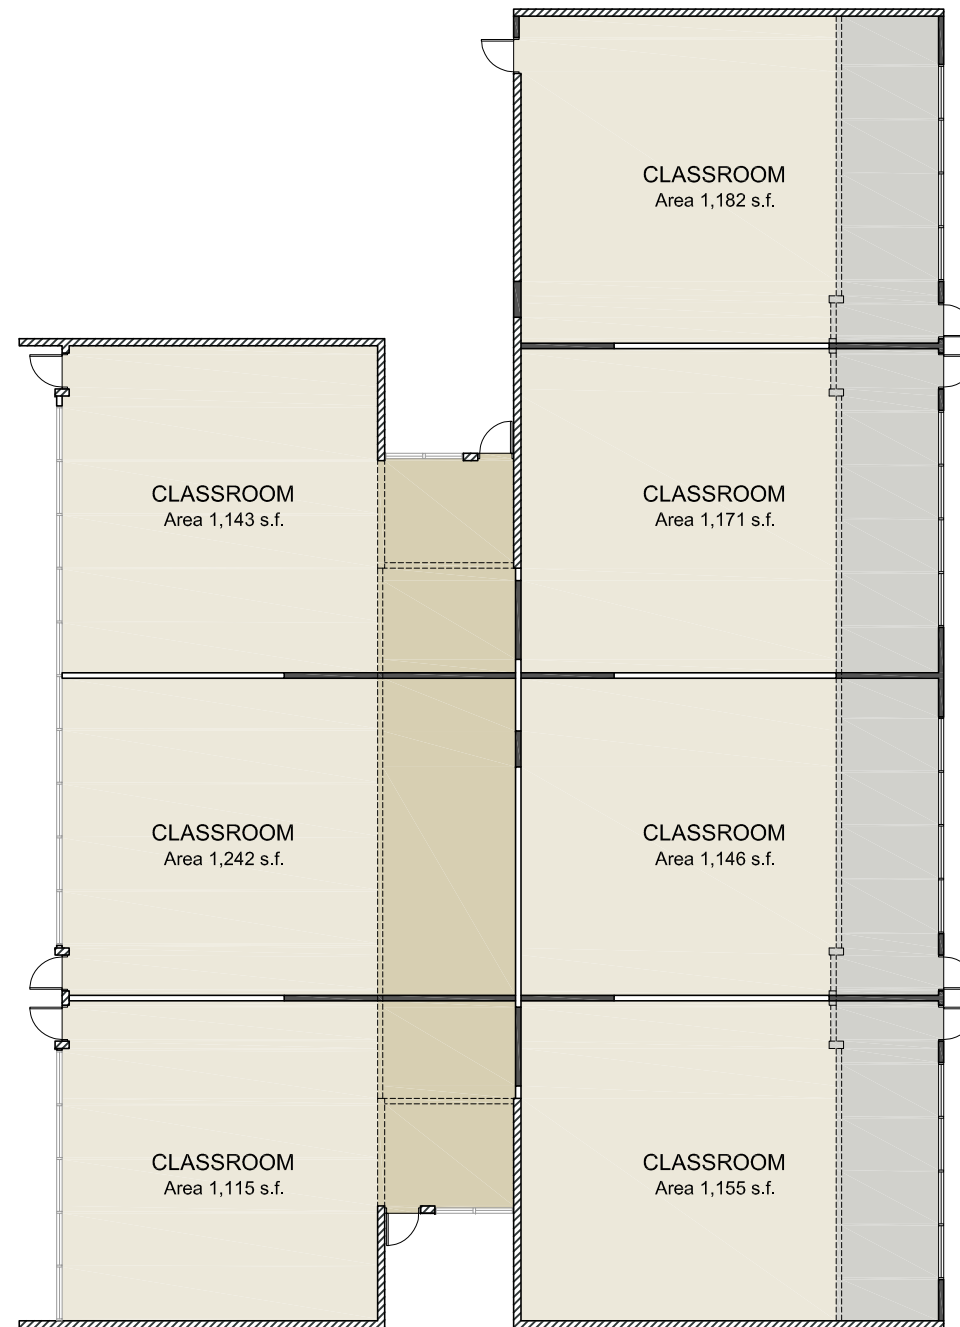 CLASSROOM
Area 1,182 s.f.
CLASSROOM
Area 1,143 s.f.
CLASSROOM
Area 1,171 s.f.
CLASSROOM
Area 1,242 s.f.
CLASSROOM
Area 1,146 s.f.
CLASSROOM
Area 1,115 s.f.
CLASSROOM
Area 1,155 s.f.